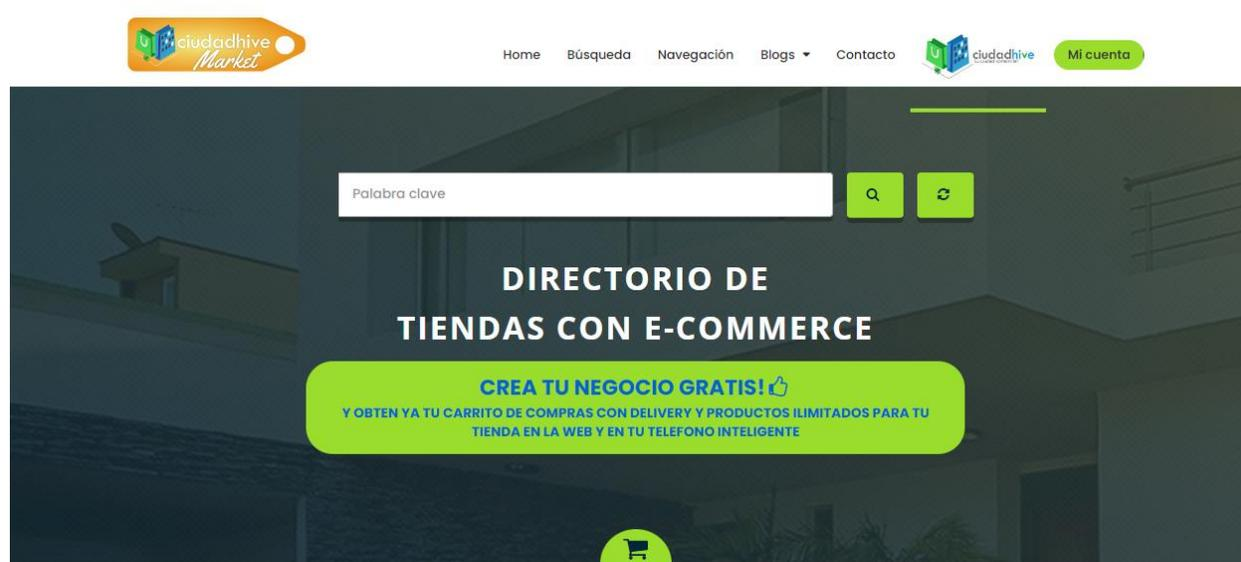 ciudadhive
Market
Home Búsqueda Navegación Blogs Contacto ciudadhive Mi cuenta
Palabra clave
DIRECTORIO DE
TIENDAS CON E-COMMERCE
CREA TU NEGOCIO GRATIS!
Y OBTEN YA TU CARRITO DE COMPRAS CON DELIVERY Y PRODUCTOS ILIMITADOS PARA TU
TIENDA EN LA WEB Y EN TU TELEFONO INTELIGENTE